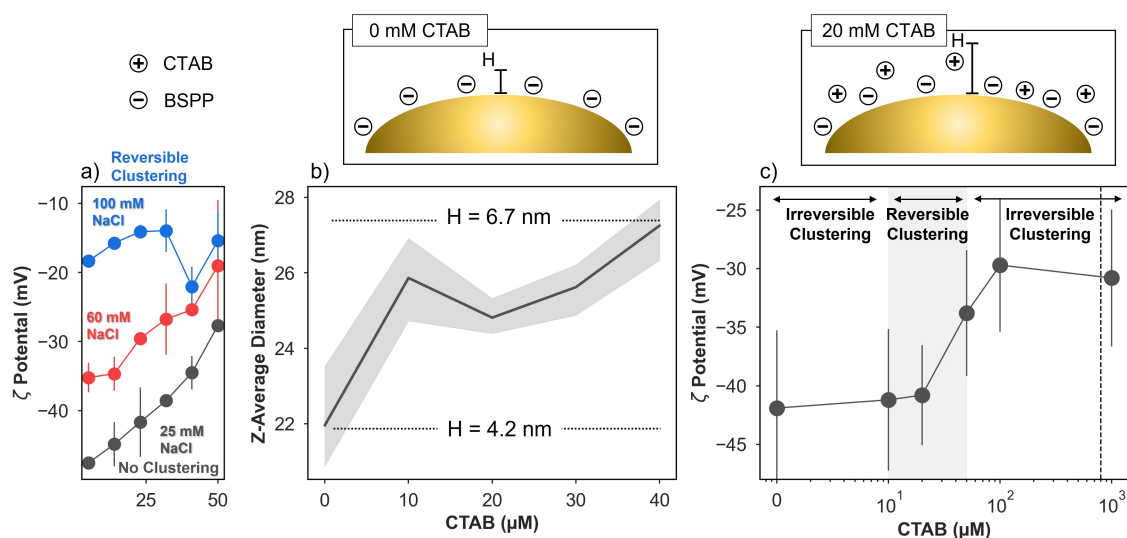 0 mM CTAB
H
20 mM CTAB
H
+ CTAB
− BSPP
a)
Reversible
Clustering
100 mM
NaCl
60 mM
NaCl
25 mM
NaCl
No Clustering
ζ Potental (mV)
−10
−20
−30
−40
25
50
b)
H = 6.7 nm
H = 4.2 nm
Z-Average Diameter (nm)
28
26
24
22
0
10
20
30
40
CTAB (μM)
c)
Irreversible
Clustering
Reversible
Clustering
Irreversible
Clustering
ζ Potential (mV)
−25
−30
−35
−40
−45
0
10¹
10²
10³
CTAB (μM)